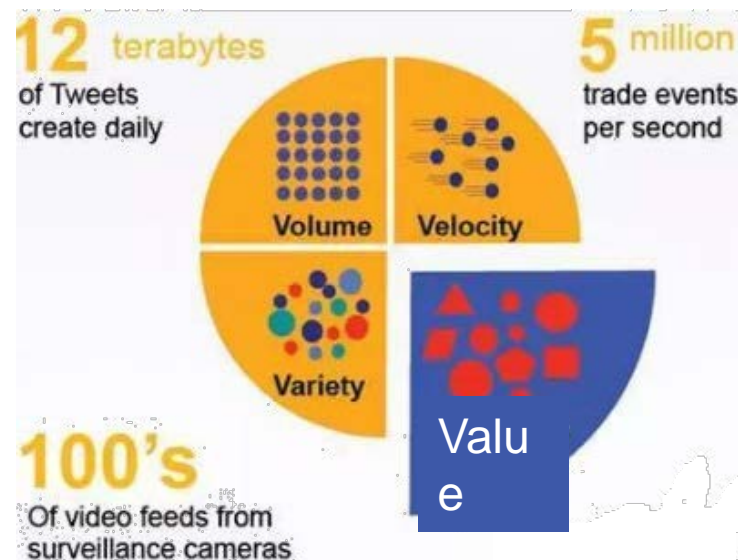 12 terabytes
of Tweets
create daily
5 million
trade events
per second
Volume
Velocity
Variety
Valu
e
100's
Of video feeds from
surveillance cameras